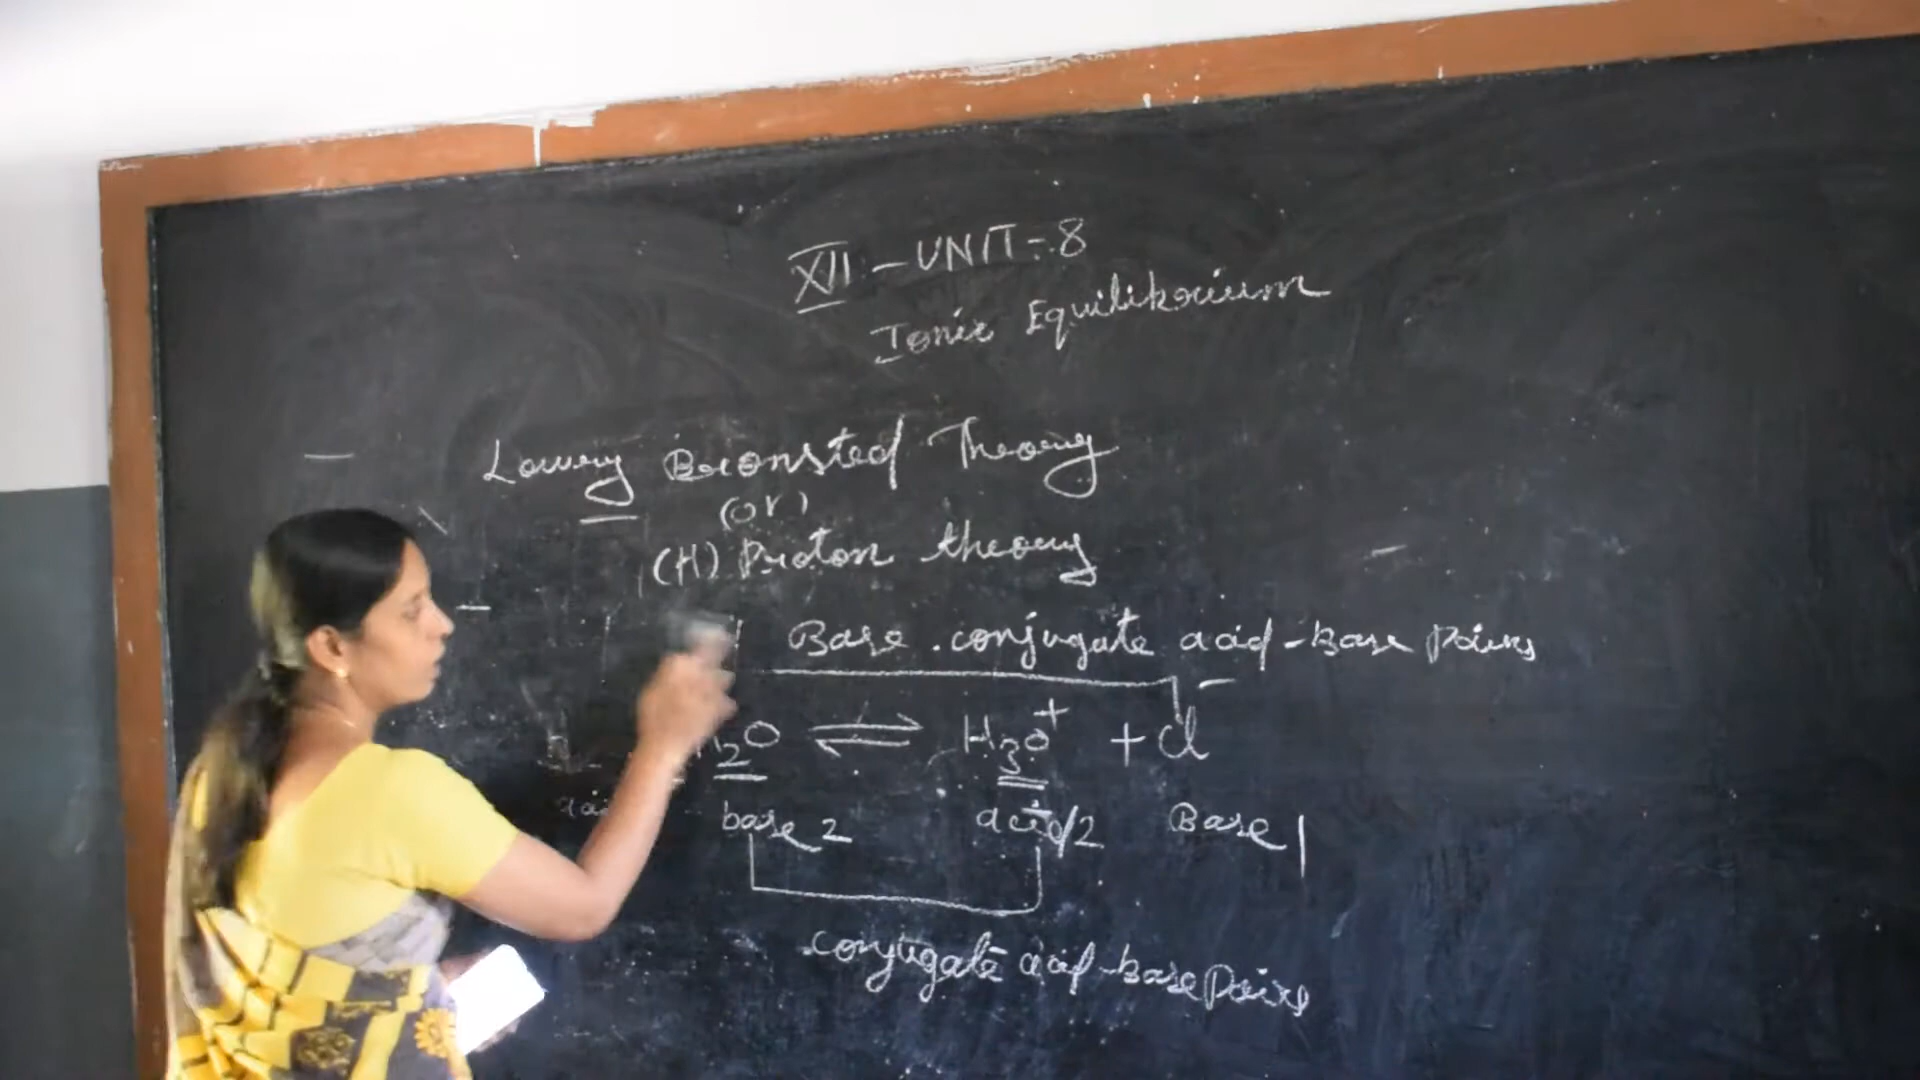 XII - UNIT - 8
Ionic Equilibrium
Lowry Bronsted Theory
(or)
(H) Proton theory
Base conjugate acid-base pairs
H2O ⇌ H3O+ + Cl-
base 2 acid 2 Base 1
conjugate acid-base pairs